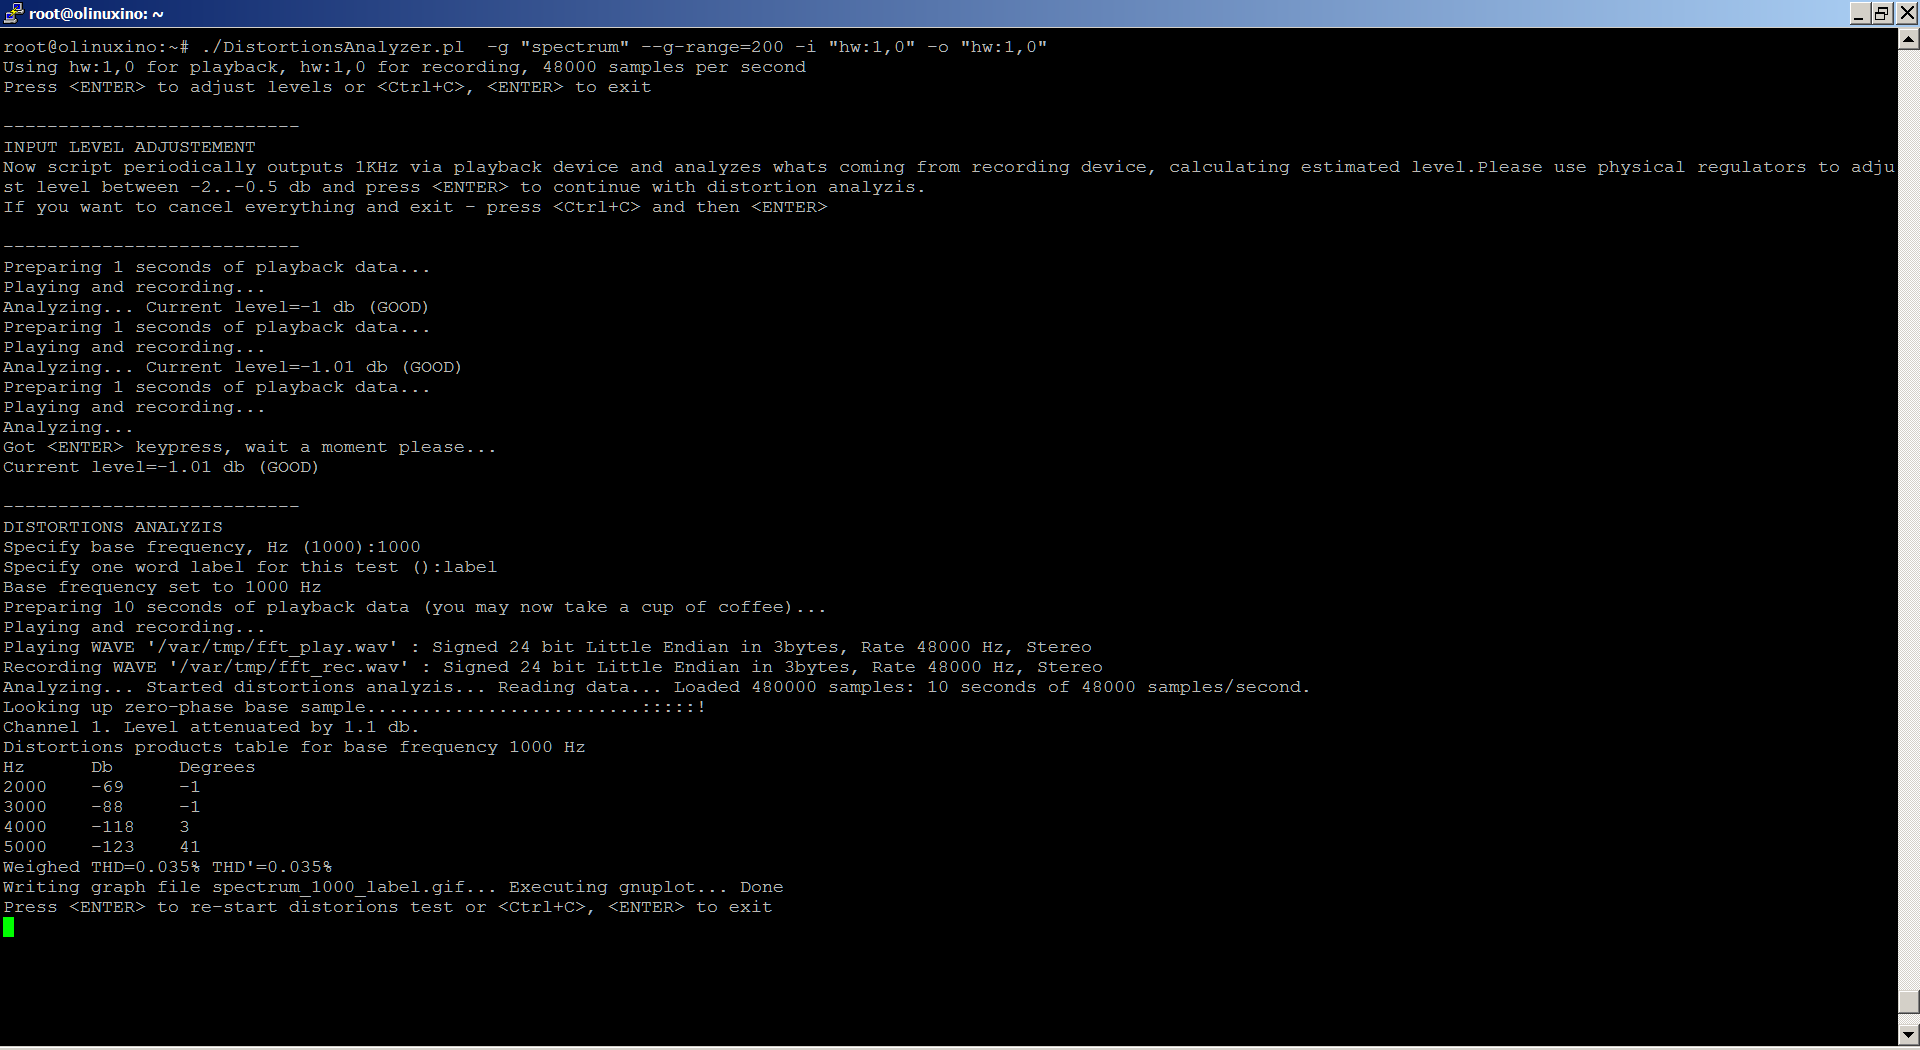 root@olinuxino: ~
root@olinuxino:~# ./DistortionsAnalyzer.pl  -g "spectrum" --g-range=200 -i "hw:1,0" -o "hw:1,0"
Using hw:1,0 for playback, hw:1,0 for recording, 48000 samples per second
Press <ENTER> to adjust levels or <Ctrl+C>, <ENTER> to exit
---------------------------
INPUT LEVEL ADJUSTEMENT
Now script periodically outputs 1KHz via playback device and analyzes whats coming from recording device, calculating estimated level.Please use physical regulators to adju
st level between -2..-0.5 db and press <ENTER> to continue with distortion analyzis.
If you want to cancel everything and exit - press <Ctrl+C> and then <ENTER>
---------------------------
Preparing 1 seconds of playback data...
Playing and recording...
Analyzing... Current level=-1 db (GOOD)
Preparing 1 seconds of playback data...
Playing and recording...
Analyzing... Current level=-1.01 db (GOOD)
Preparing 1 seconds of playback data...
Playing and recording...
Analyzing...
Got <ENTER> keypress, wait a moment please...
Current level=-1.01 db (GOOD)
---------------------------
DISTORTIONS ANALYZIS
Specify base frequency, Hz (1000):1000
Specify one word label for this test ():label
Base frequency set to 1000 Hz
Preparing 10 seconds of playback data (you may now take a cup of coffee)...
Playing and recording...
Playing WAVE '/var/tmp/fft_play.wav' : Signed 24 bit Little Endian in 3bytes, Rate 48000 Hz, Stereo
Recording WAVE '/var/tmp/fft_rec.wav' : Signed 24 bit Little Endian in 3bytes, Rate 48000 Hz, Stereo
Analyzing... Started distortions analyzis... Reading data... Loaded 480000 samples: 10 seconds of 48000 samples/second.
Looking up zero-phase base sample.........................:::::!
Channel 1. Level attenuated by 1.1 db.
Distortions products table for base frequency 1000 Hz
Hz      Db      Degrees
2000    -69     -1
3000    -88     -1
4000    -118    3
5000    -123    41
Weighed THD=0.035% THD'=0.035%
Writing graph file spectrum_1000_label.gif... Executing gnuplot... Done
Press <ENTER> to re-start distorions test or <Ctrl+C>, <ENTER> to exit